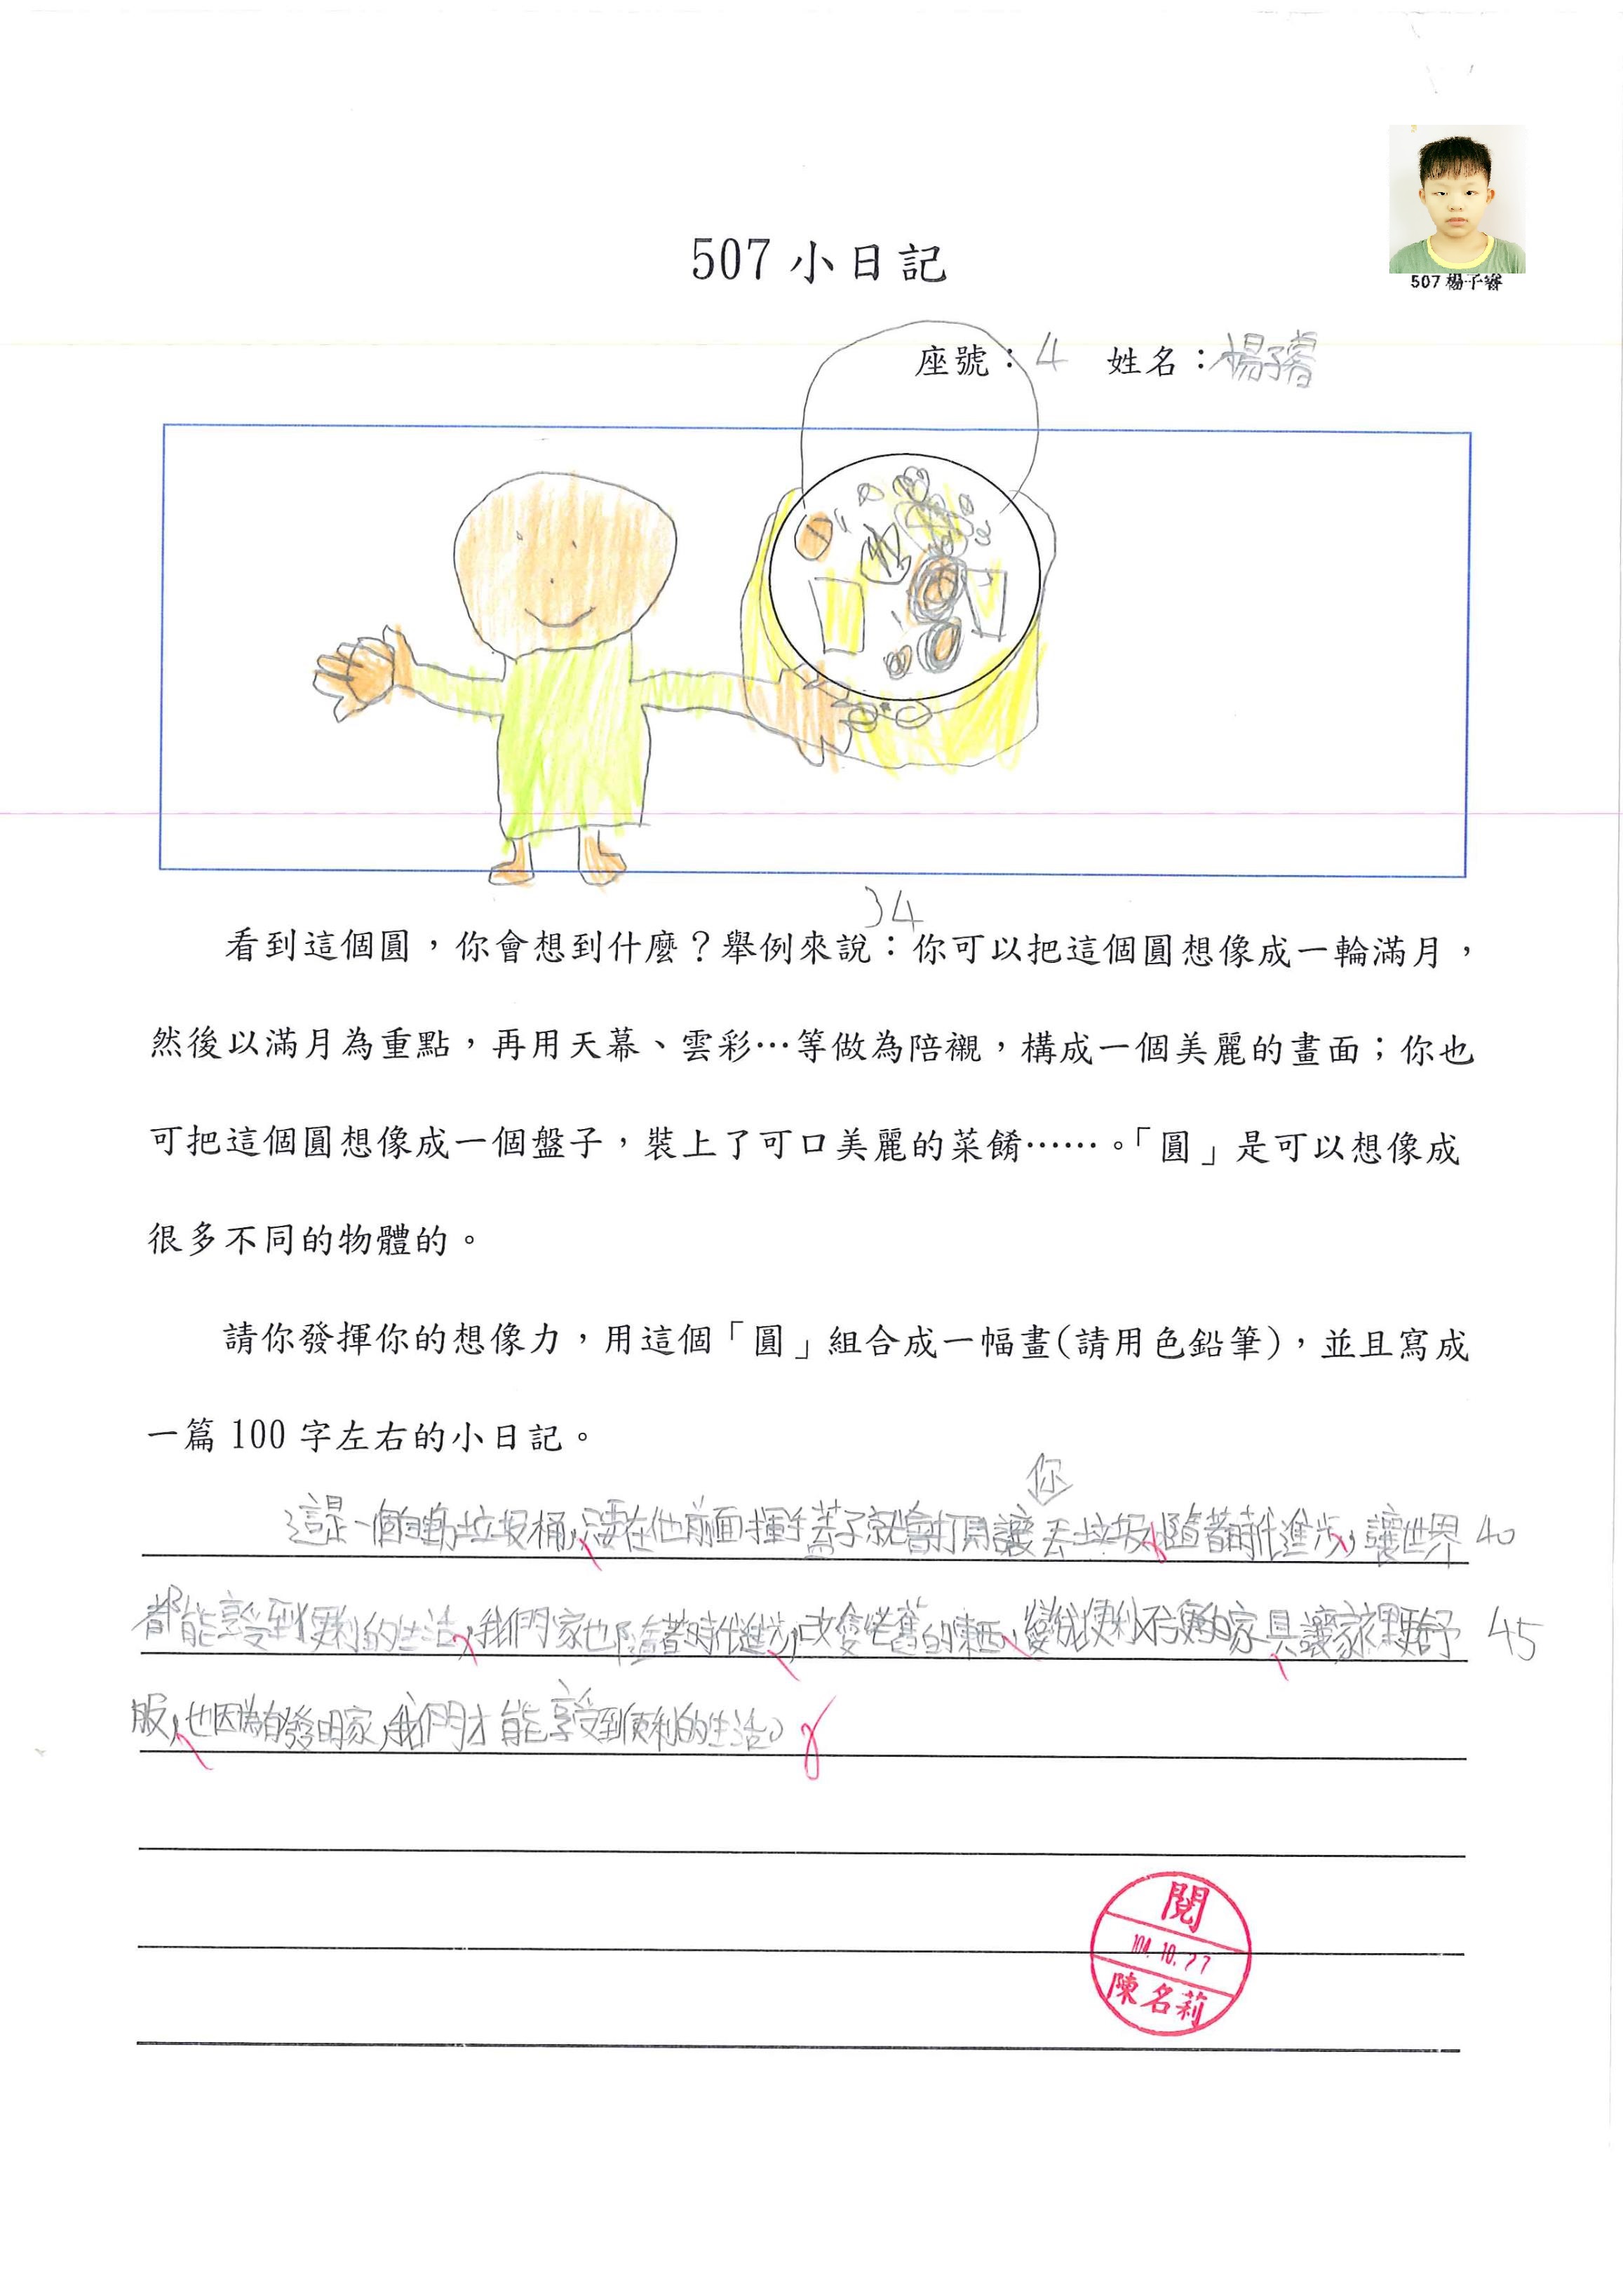 507 楊子睿
507 小日記
座號：4 姓名：楊子睿
34
看到這個圓，你會想到什麼？舉例來說：你可以把這個圓想像成一輪滿月，
然後以滿月為重點，再用天幕、雲彩…等做為陪襯，構成一個美麗的畫面；你也
可把這個圓想像成一個盤子，裝上了可口美麗的菜餚……。「圓」是可以想像成
很多不同的物體的。
請你發揮你的想像力，用這個「圓」組合成一幅畫(請用色鉛筆)，並且寫成
一篇 100 字左右的小日記。
你
這是一個自動垃圾桶，只要在他前面揮手蓋子就會打開讓丟垃圾，隨著時代進步，讓世界 40
都能享受到便利的生活，我們家也隨著時代進步，改變老舊的東西，變成便利又方便的家具讓家裡更舒 45
服，也因為有發明家，我們才能享受到便利的生活。
閱
104.10.27
陳名莉